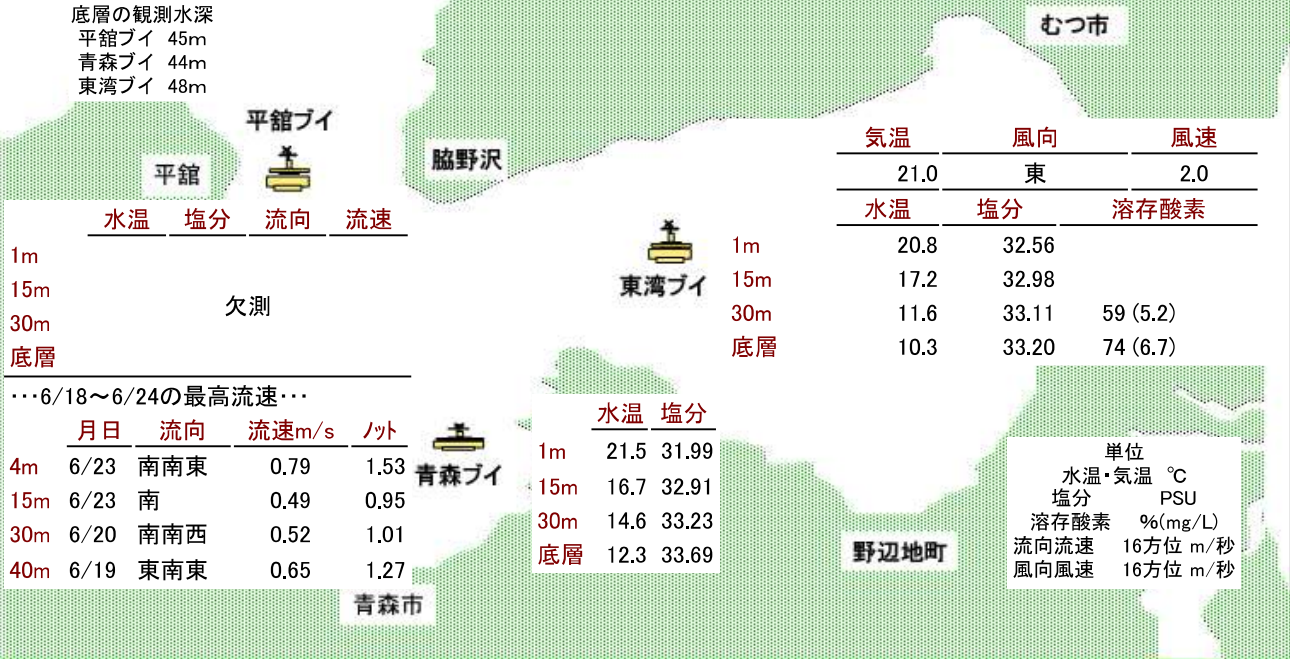 底層の観測水深
平舘ブイ 45m
青森ブイ 44m
東湾ブイ 48m
むつ市
平舘ブイ
脇野沢
平舘
気温 風向 風速
21.0 東 2.0
水温 塩分 溶存酸素
1m 20.8 32.56
15m 17.2 32.98
30m 11.6 33.11 59 (5.2)
底層 10.3 33.20 74 (6.7)
東湾ブイ
水温 塩分 流向 流速
1m
15m
30m
底層
欠測
…6/18～6/24の最高流速…
月日 流向 流速m/s ノット
4m 6/23 南南東 0.79 1.53
15m 6/23 南 0.49 0.95
30m 6/20 南南西 0.52 1.01
40m 6/19 東南東 0.65 1.27
青森ブイ
水温 塩分
1m 21.5 31.99
15m 16.7 32.91
30m 14.6 33.23
底層 12.3 33.69
野辺地町
青森市
単位
水温・気温 ℃
塩分 PSU
溶存酸素 %(mg/L)
流向流速 16方位 m/秒
風向風速 16方位 m/秒